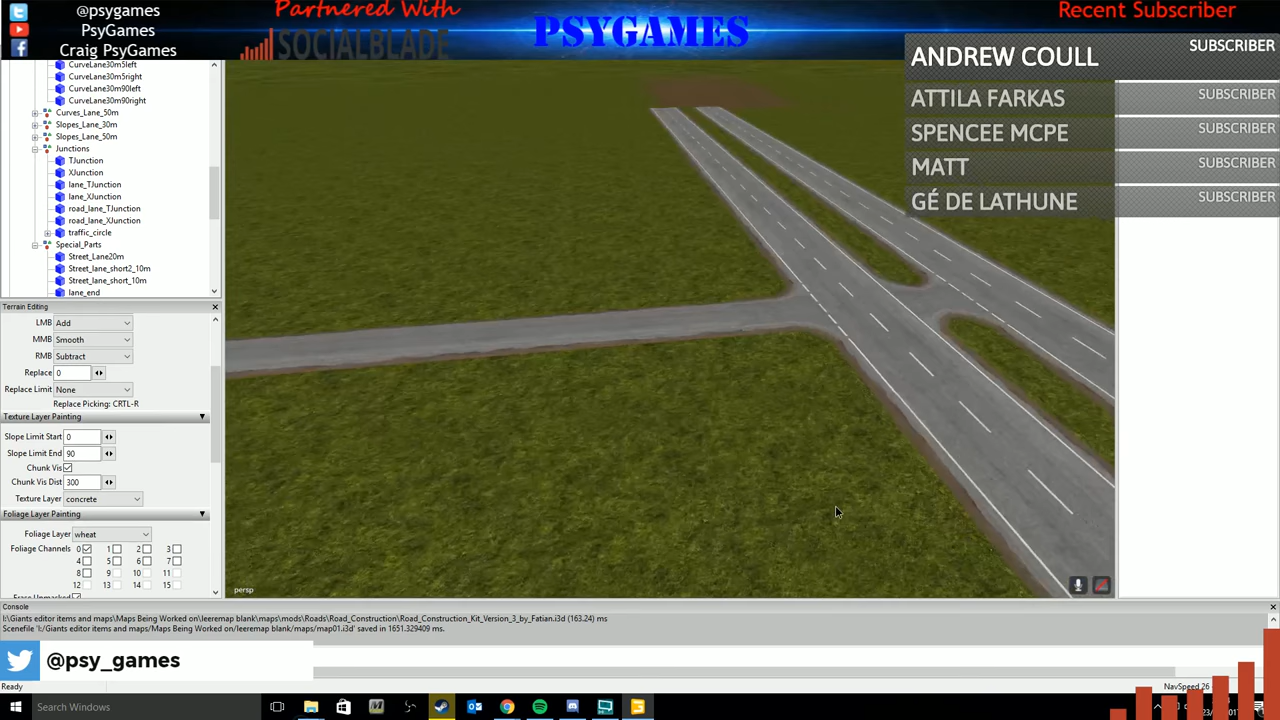 @psygames
PsyGames
Craig PsyGames
Partnered With
SOCIALBLADE
PSYGAMES
Recent Subscriber
ANDREW COULL SUBSCRIBER
ATTILA FARKAS SUBSCRIBER
SPENCEE MCPE SUBSCRIBER
MATT SUBSCRIBER
GÉ DE LATHUNE SUBSCRIBER
CurveLane30m5left
CurveLane30m5right
CurveLane30m90left
CurveLane30m90right
Curves_Lane_50m
Slopes_Lane_30m
Slopes_Lane_50m
Junctions
TJunction
XJunction
lane_TJunction
lane_XJunction
road_lane_TJunction
road_lane_XJunction
traffic_circle
Special_Parts
Street_Lane20m
Street_lane_short2_10m
Street_lane_short_10m
lane_end
Terrain Editing
LMB Add
MMB Smooth
RMB Subtract
Replace 0
Replace Limit None
Replace Picking: CRTL-R
Texture Layer Painting
Slope Limit Start 0
Slope Limit End 90
Chunk Vis
Chunk Vis Dist 300
Texture Layer concrete
Foliage Layer Painting
Foliage Layer wheat
Foliage Channels 0 1 2 3
4 5 6 7
8 9 10 11
12 13 14 15
Erase Unmasked
persp
Console
I:\Giants editor items and maps\Maps Being Worked on\leeremap blank\maps\mods\Roads\Road_Construction\Road_Construction_Kit_Version_3_by_Fatian.i3d (163.24) ms
Scenefile 'I:/Giants editor items and maps/Maps Being Worked on/leeremap blank/maps/map01.i3d' saved in 1651.329409 ms.
@psy_games
Ready
NavSpeed 26
Search Windows